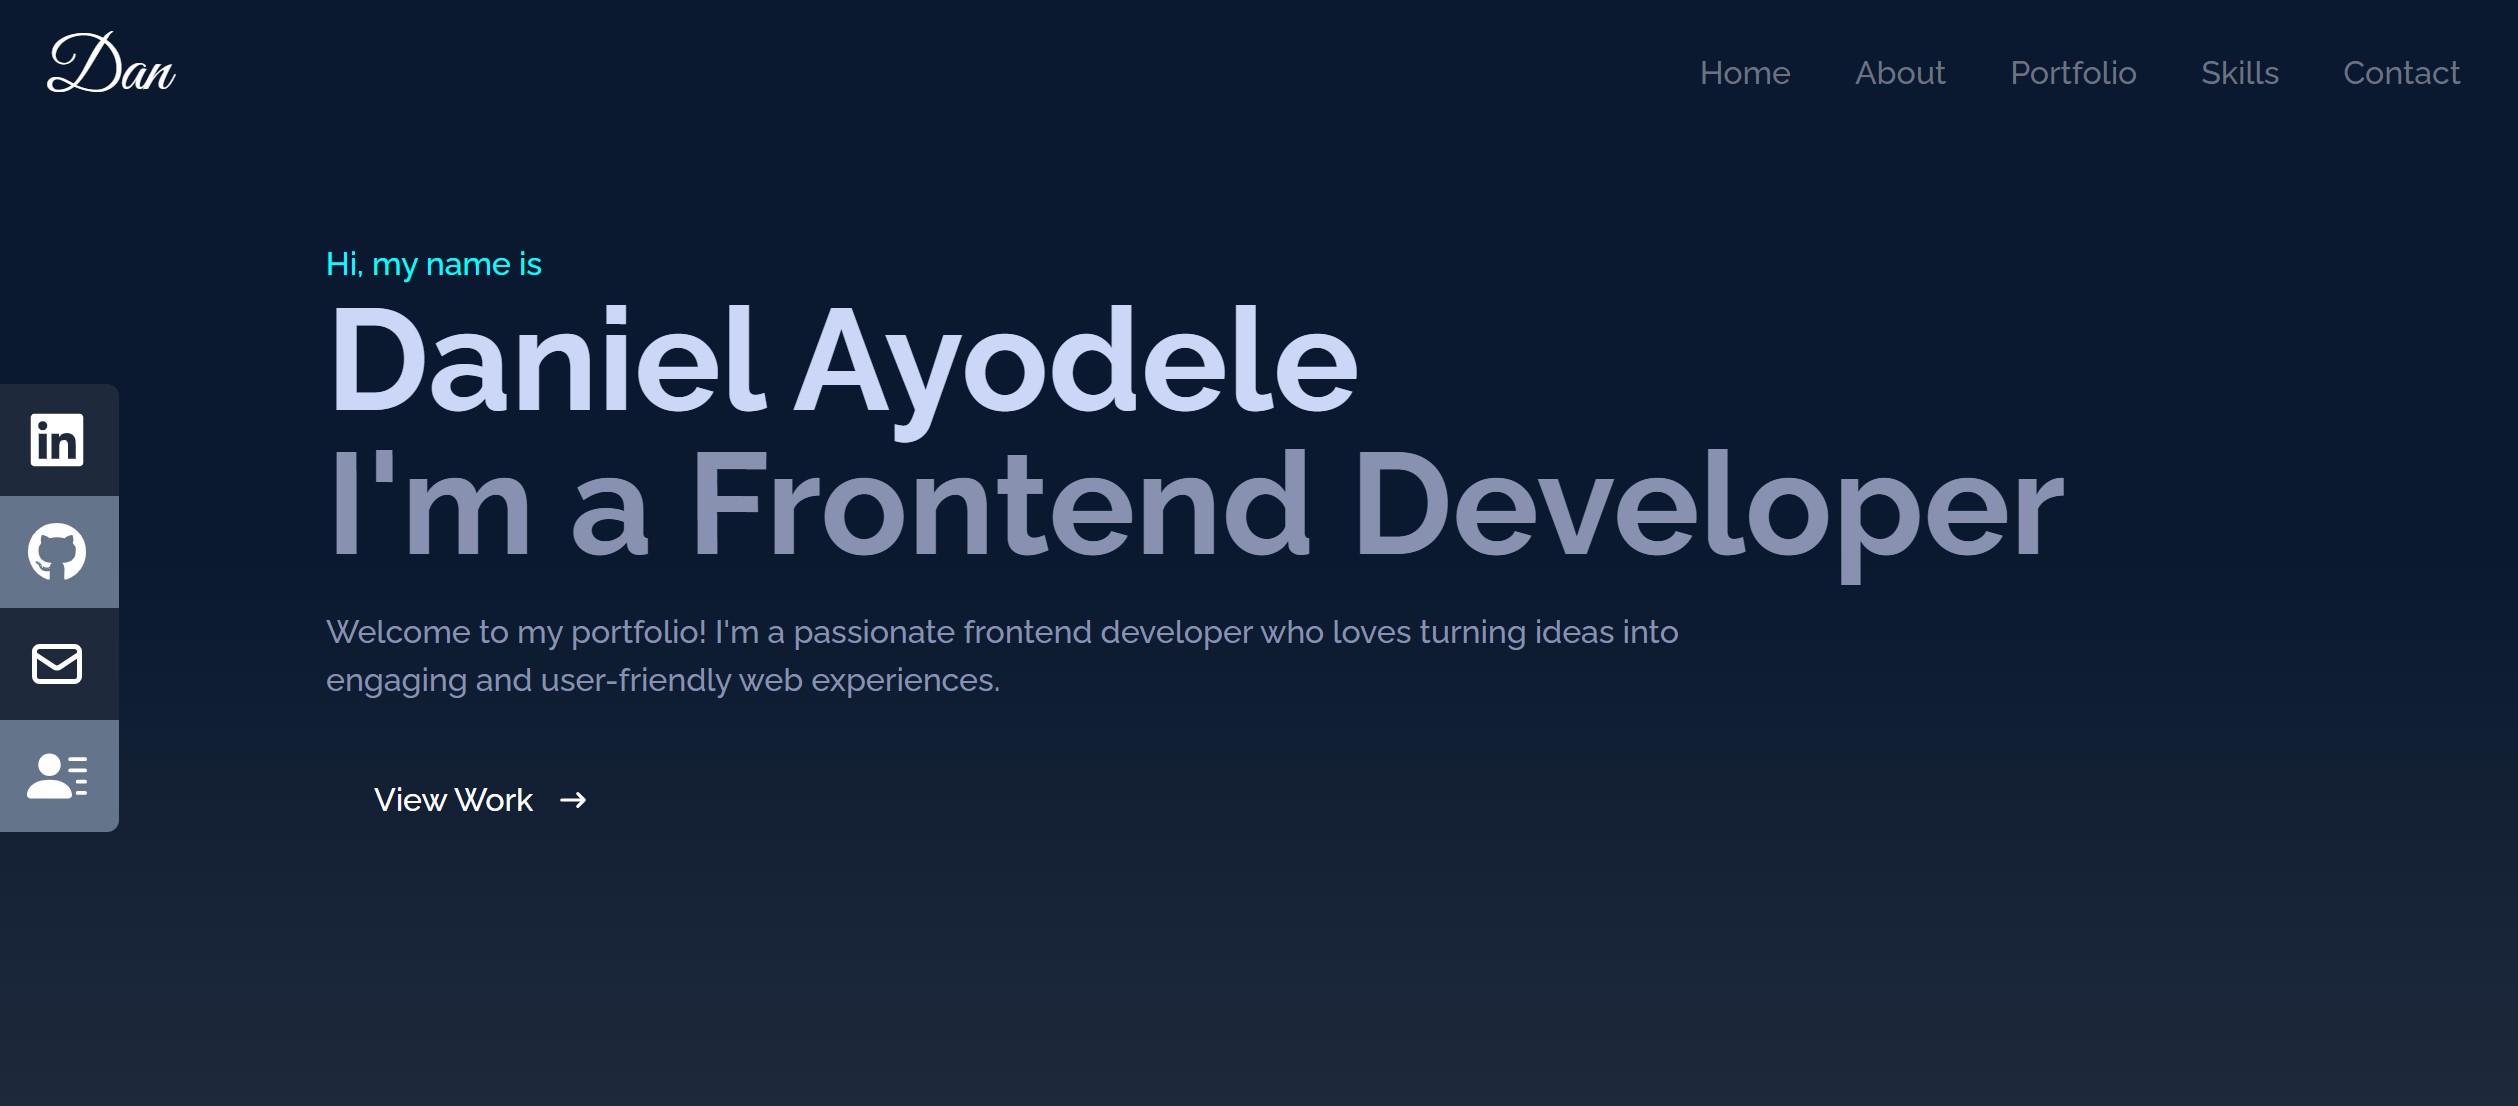 Dan
Home About Portfolio Skills Contact
Hi, my name is
Daniel Ayodele
I'm a Frontend Developer
Welcome to my portfolio! I'm a passionate frontend developer who loves turning ideas into
engaging and user-friendly web experiences.
in
View Work →